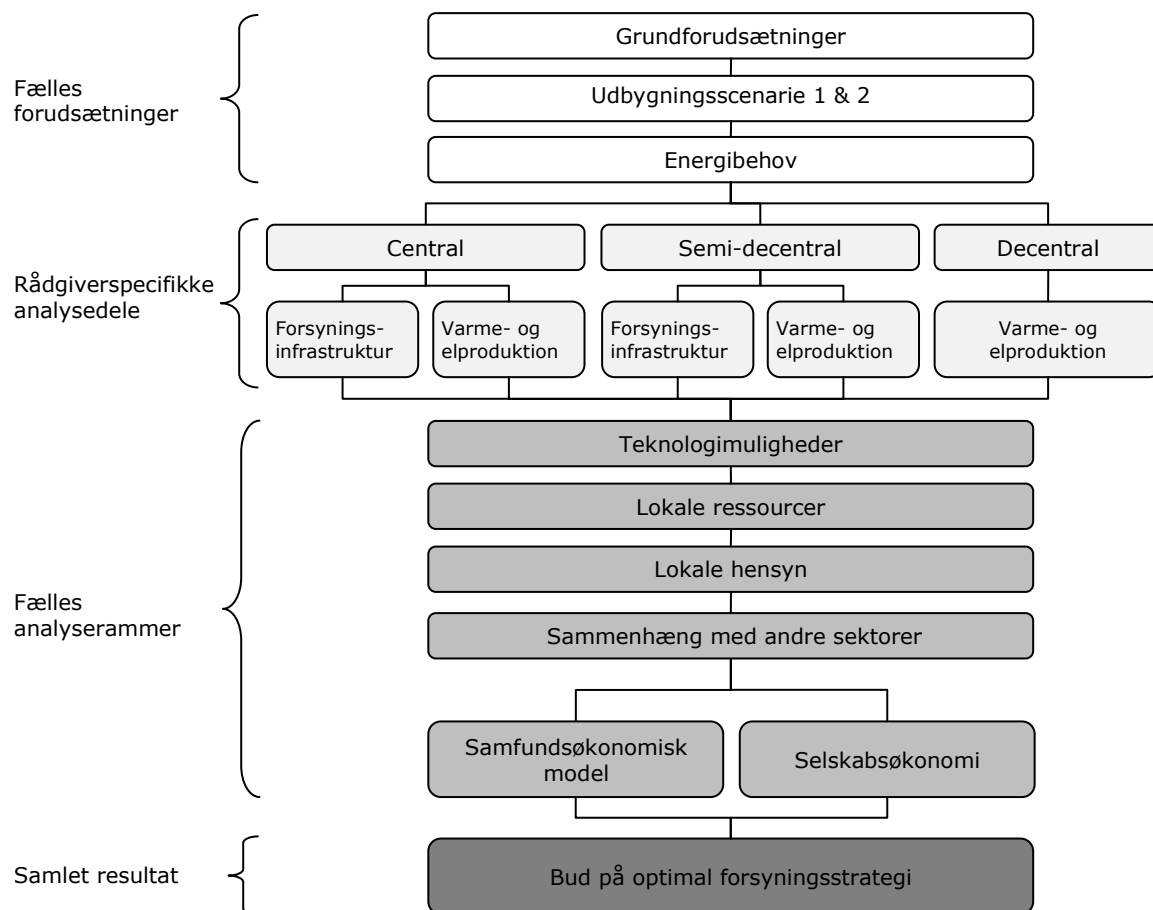 Fælles
forudsætninger
Grundforudsætninger
Udbygningsscenarie 1 & 2
Energibehov
Rådgiverspecifikke
analysedele
Central
Semi-decentral
Decentral
Forsynings-
infrastruktur
Varme- og
elproduktion
Forsynings-
infrastruktur
Varme- og
elproduktion
Varme- og
elproduktion
Fælles
analyserammer
Teknologimuligheder
Lokale ressourcer
Lokale hensyn
Sammenhæng med andre sektorer
Samfundsøkonomisk
model
Selskabsøkonomi
Samlet resultat
Bud på optimal forsyningsstrategi